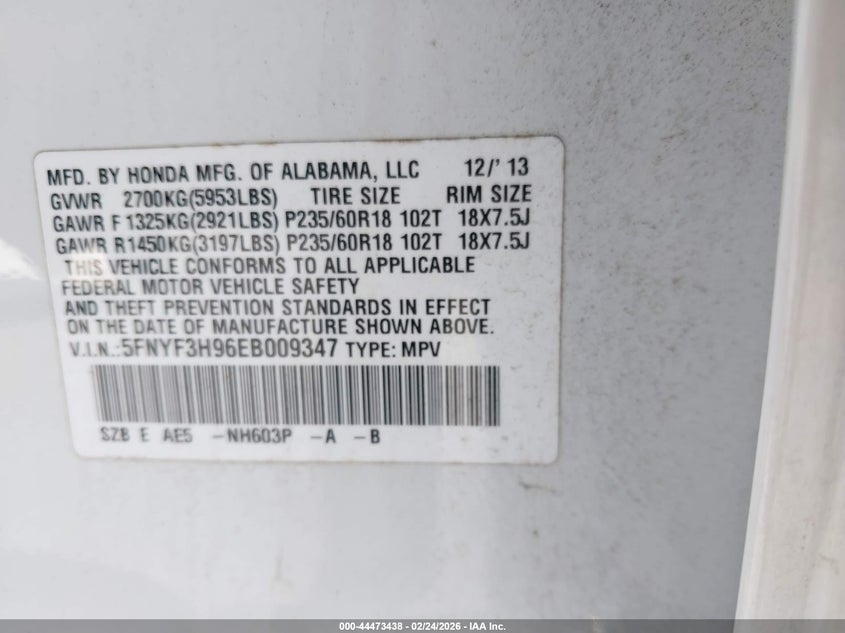 MFD. BY HONDA MFG. OF ALABAMA, LLC 12/' 13
GVWR 2700KG(5953LBS) TIRE SIZE RIM SIZE
GAWR F 1325KG(2921LBS) P235/60R18 102T 18X7.5J
GAWR R1450KG(3197LBS) P235/60R18 102T 18X7.5J
THIS VEHICLE CONFORMS TO ALL APPLICABLE
FEDERAL MOTOR VEHICLE SAFETY
AND THEFT PREVENTION STANDARDS IN EFFECT
ON THE DATE OF MANUFACTURE SHOWN ABOVE.
V.I.N.:5FNYF3H96EB009347 TYPE: MPV
SZB E AE5 -NH603P -A -B
000-44473438 - 02/24/2026 - IAA Inc.